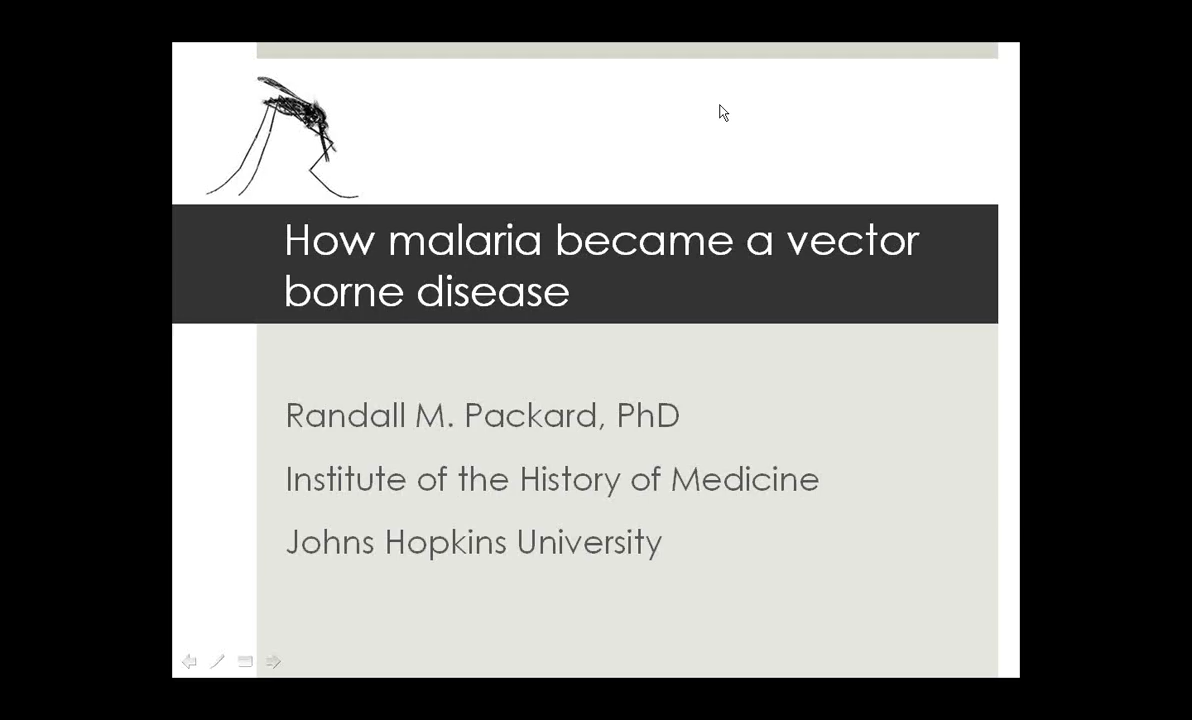 How malaria became a vector
borne disease
Randall M. Packard, PhD
Institute of the History of Medicine
Johns Hopkins University